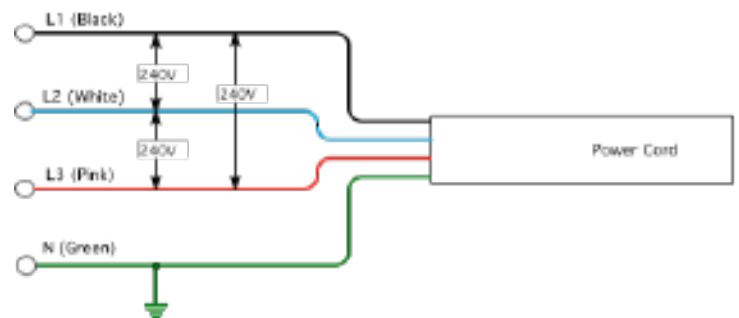 L1 (Black)
240V
L2 (White)
240V
240V
L3 (Pink)
Power Cord
N (Green)